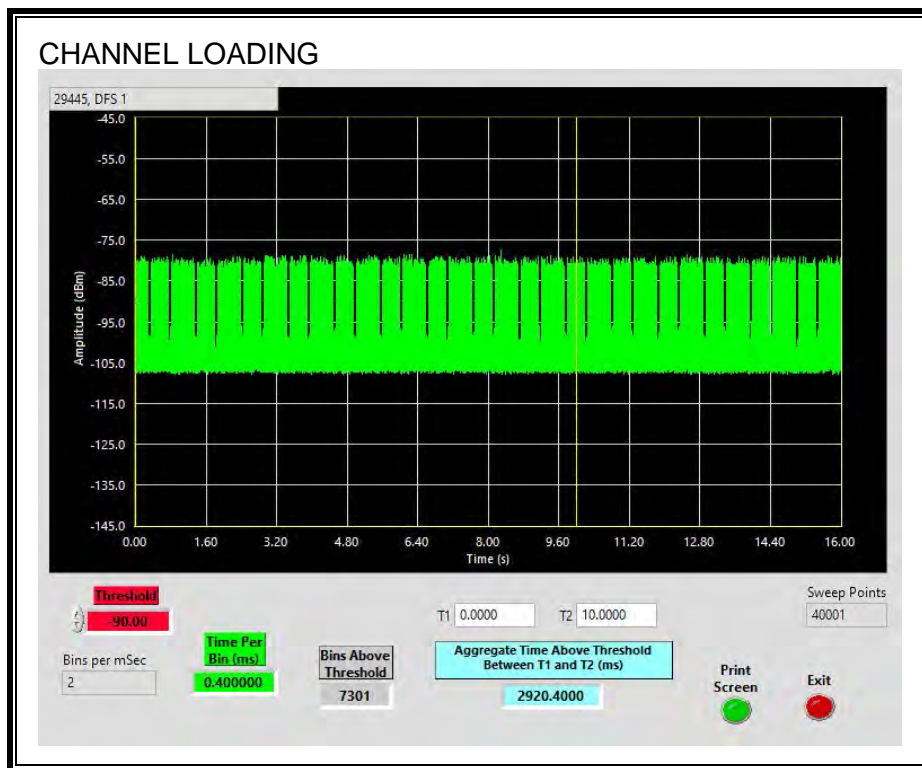 CHANNEL LOADING
29445, DFS 1
-45.0
-55.0
-65.0
-75.0
-85.0
-95.0
-105.0
-115.0
-125.0
-135.0
-145.0
Amplitude (dBm)
0.00 1.60 3.20 4.80 6.40 8.00 9.60 11.20 12.80 14.40 16.00
Time (s)
Threshold
-90.00
Bins per mSec
2
Time Per
Bin (ms)
0.400000
Bins Above
Threshold
7301
T1 0.0000 T2 10.0000
Aggregate Time Above Threshold
Between T1 and T2 (ms)
2920.4000
Sweep Points
40001
Print
Screen
Exit